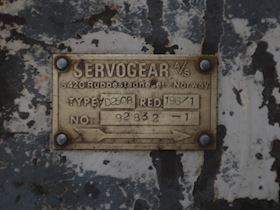 SERVOGEAR A/S
5420 Rubbestadneset Norway
TYPE RED.
NO. 92832 -1